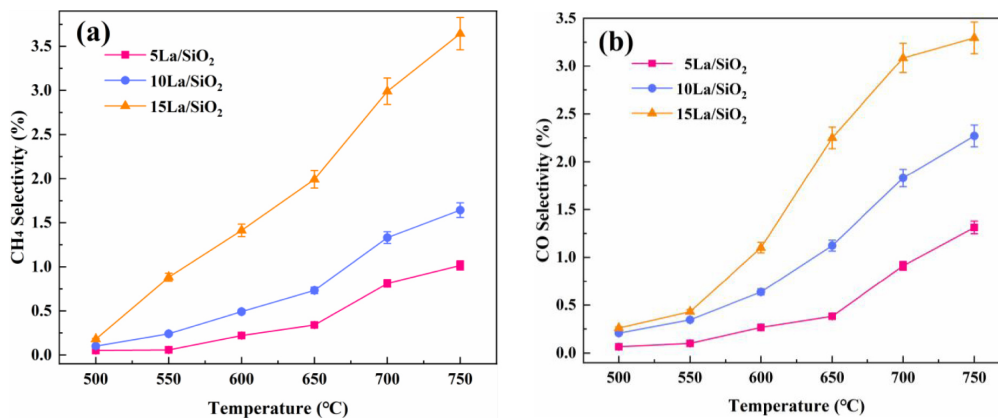 (a)
5La/SiO₂
10La/SiO₂
15La/SiO₂
CH₄ Selectivity (%)
3.5
3.0
2.5
2.0
1.5
1.0
0.5
0.0
500 550 600 650 700 750
Temperature (℃)
(b)
5La/SiO₂
10La/SiO₂
15La/SiO₂
CO Selectivity (%)
3.5
3.0
2.5
2.0
1.5
1.0
0.5
0.0
500 550 600 650 700 750
Temperature (℃)